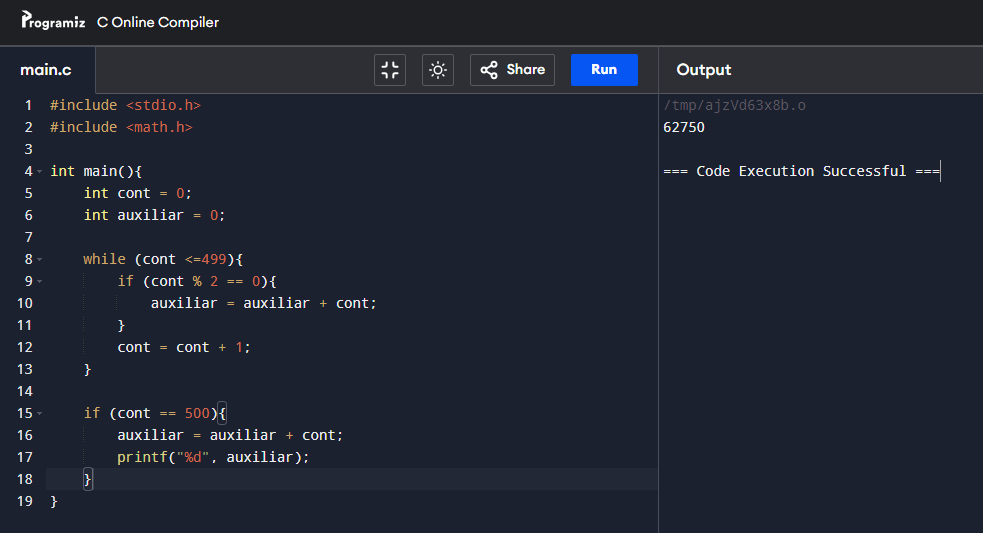 Programiz C Online Compiler
main.c Share Run Output
1 #include <stdio.h>
2 #include <math.h>
3
4 int main(){
5     int cont = 0;
6     int auxiliar = 0;
7
8     while (cont <=499){
9         if (cont % 2 == 0){
10             auxiliar = auxiliar + cont;
11         }
12         cont = cont + 1;
13     }
14
15     if (cont == 500){
16         auxiliar = auxiliar + cont;
17         printf("%d", auxiliar);
18     }
19 }
/tmp/ajzVd63x8b.o
62750
=== Code Execution Successful ===